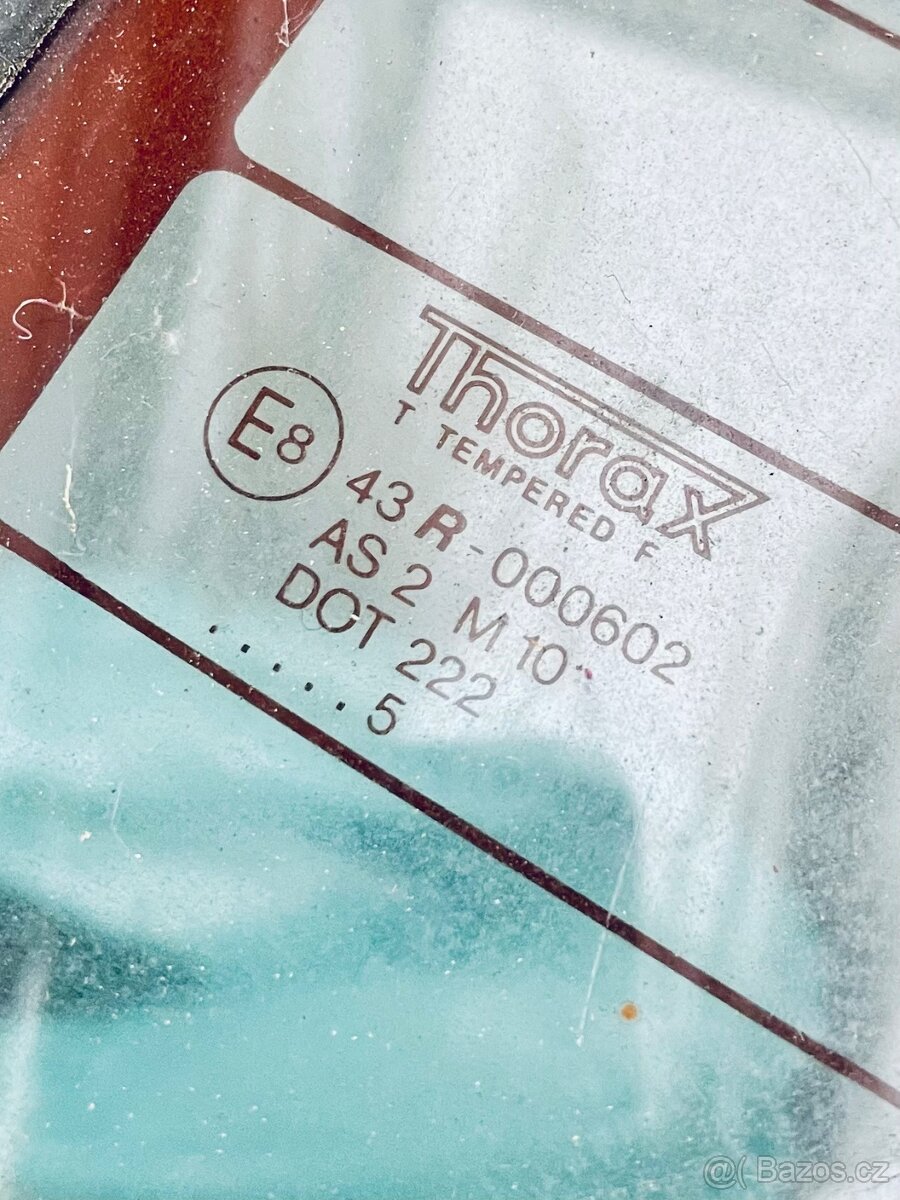 Thorax
T TEMPERED F
E8
43 R - 000602
AS 2 M 10
DOT 222
. . . . . 5
@( Bazos.cz